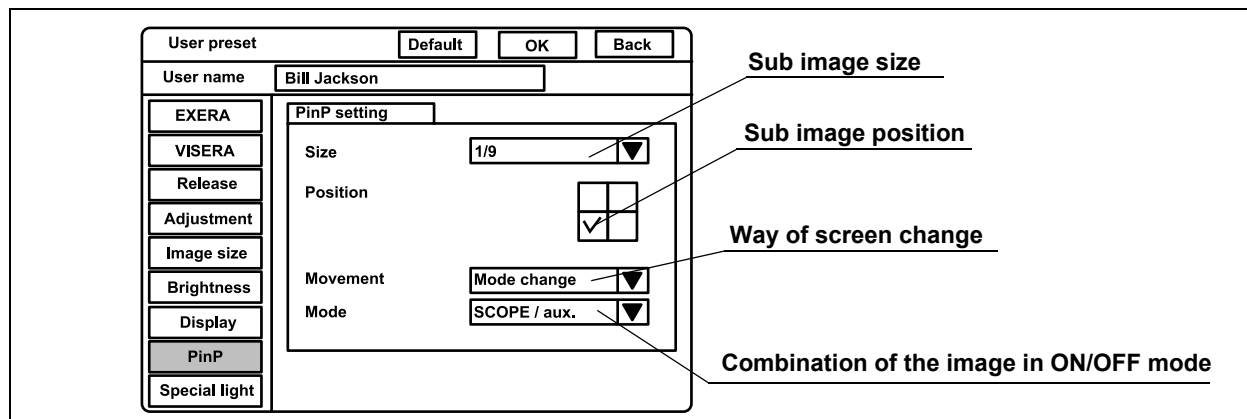 User preset
Default
OK
Back
User name
Bill Jackson
EXERA
VISERA
Release
Adjustment
Image size
Brightness
Display
PinP
Special light
PinP setting
Size
1/9
Position
Movement
Mode change
Mode
SCOPE / aux.
Sub image size
Sub image position
Way of screen change
Combination of the image in ON/OFF mode